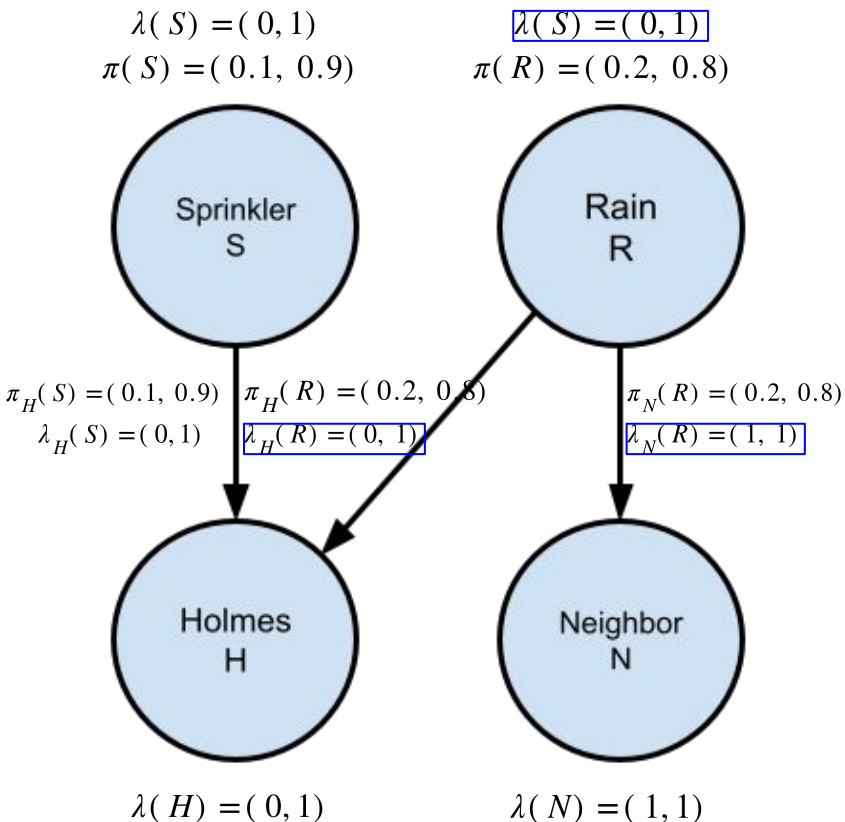 λ( S) =( 0, 1)
π( S) =( 0.1, 0.9)
λ( S) =( 0, 1)
π( R) =( 0.2, 0.8)
Sprinkler
S
Rain
R
π_H( S) =( 0.1, 0.9)
λ_H( S) =( 0, 1)
π_H( R) =( 0.2, 0.8)
λ_H( R) =( 0, 1)
π_N( R) =( 0.2, 0.8)
λ_N( R) =( 1, 1)
Holmes
H
Neighbor
N
λ( H) =( 0, 1)
λ( N) =( 1, 1)